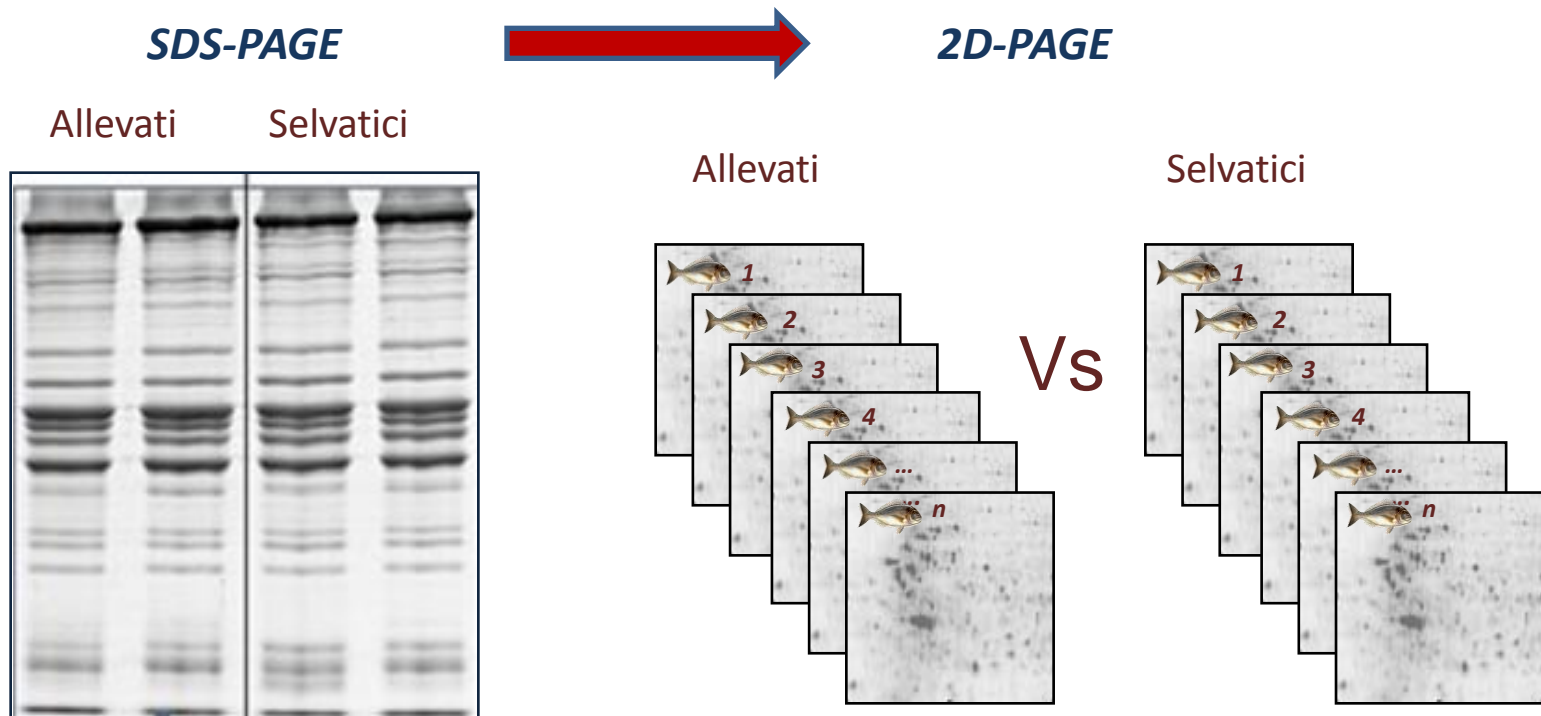 SDS-PAGE
2D-PAGE
Allevati
Selvatici
Allevati
Selvatici
1
2
3
4
...
... n
Vs
1
2
3
4
...
... n